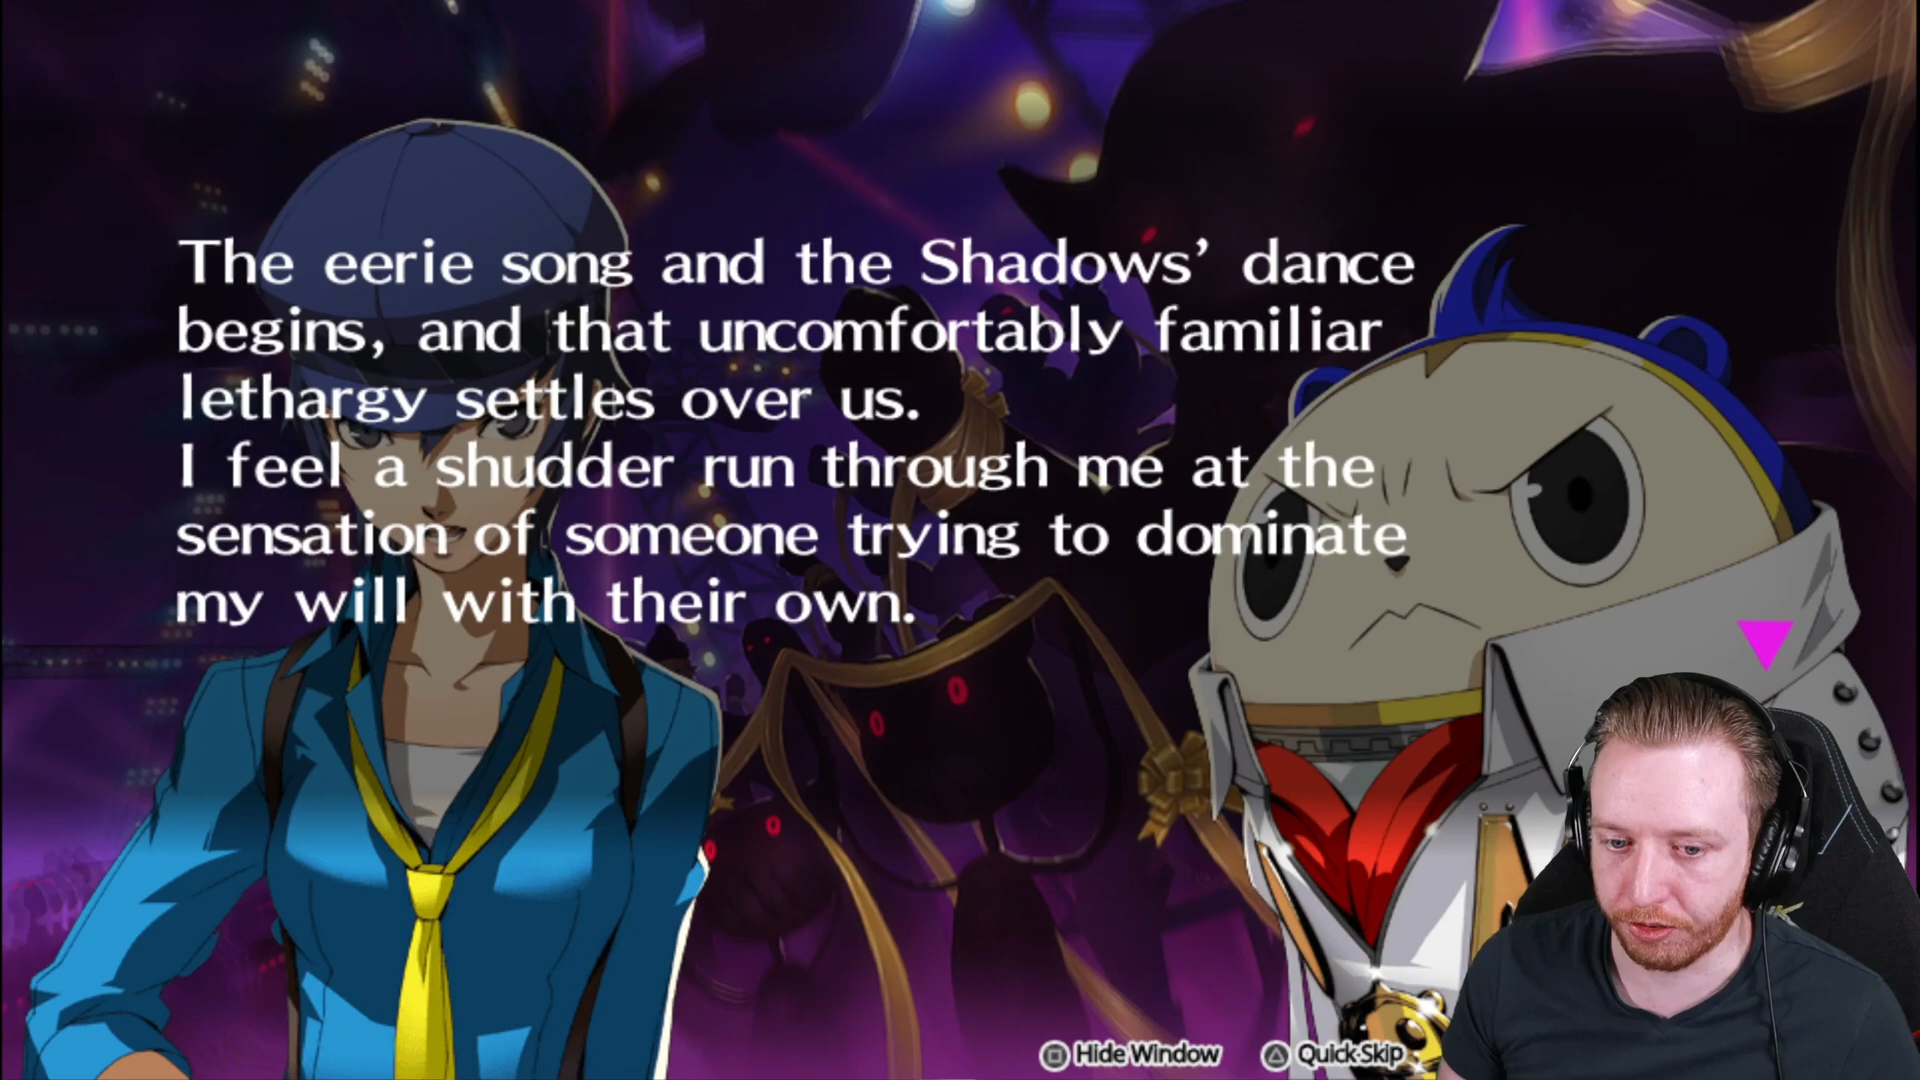 The eerie song and the Shadows’ dance
begins, and that uncomfortably familiar
lethargy settles over us.
I feel a shudder run through me at the
sensation of someone trying to dominate
my will with their own.
Hide Window Quick Skip